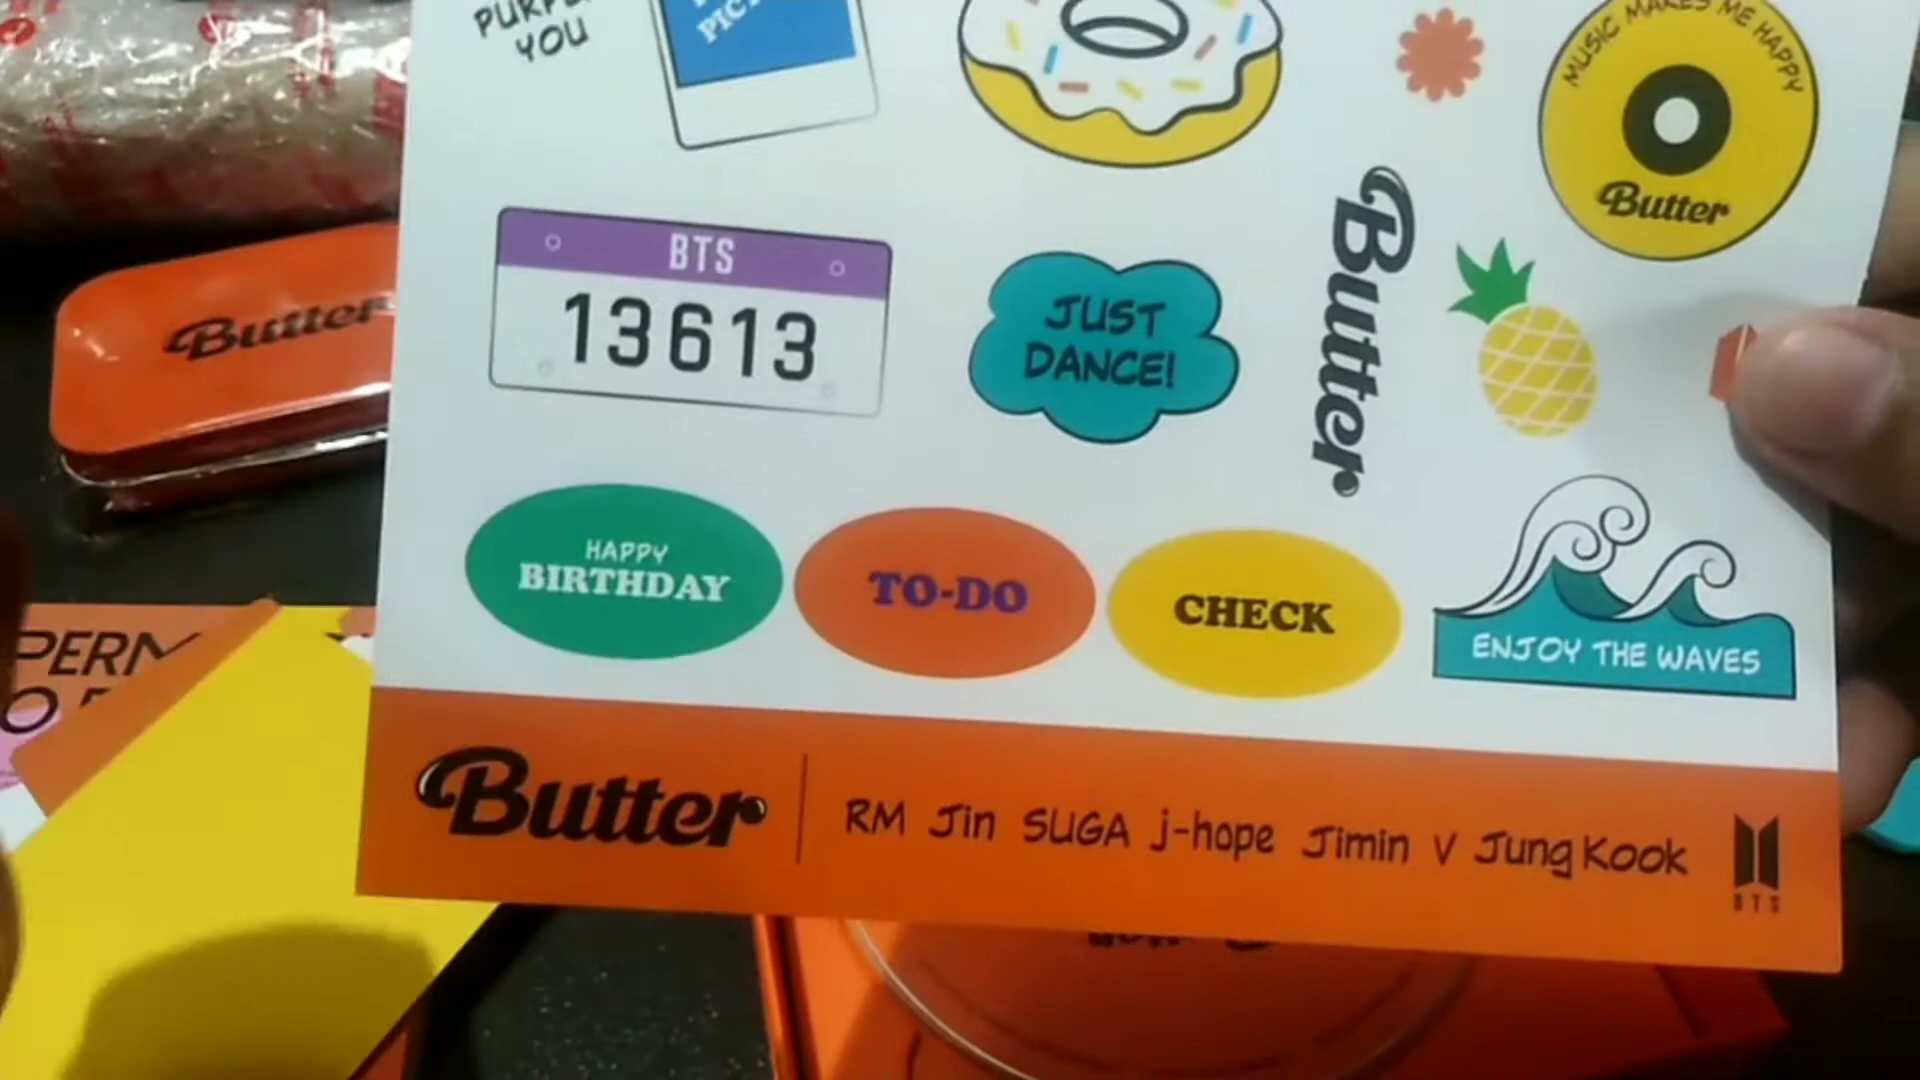 YOU
MUSIC MAKES ME HAPPY
Butter
BTS
13613
JUST
DANCE!
Butter
Butter
HAPPY
BIRTHDAY
TO-DO
CHECK
ENJOY THE WAVES
Butter
RM Jin SUGA j-hope Jimin V Jung Kook
BTS